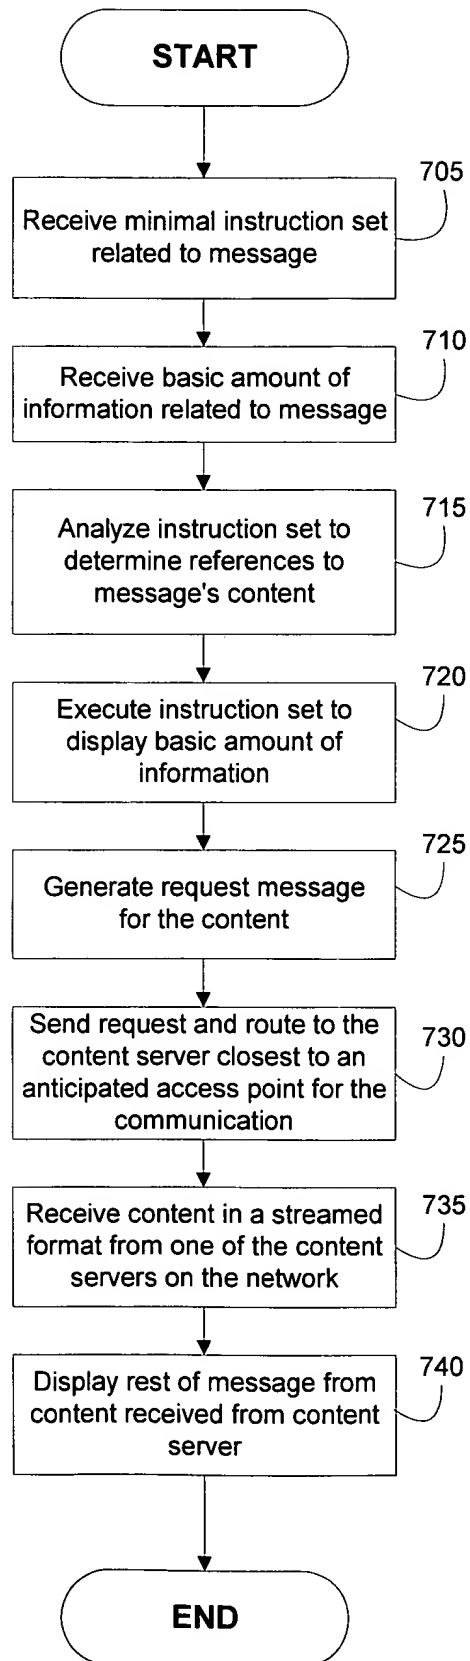 START
705
Receive minimal instruction set
related to message
710
Receive basic amount of
information related to message
715
Analyze instruction set to
determine references to
message's content
720
Execute instruction set to
display basic amount of
information
725
Generate request message
for the content
730
Send request and route to the
content server closest to an
anticipated access point for the
communication
735
Receive content in a streamed
format from one of the content
servers on the network
740
Display rest of message from
content received from content
server
END